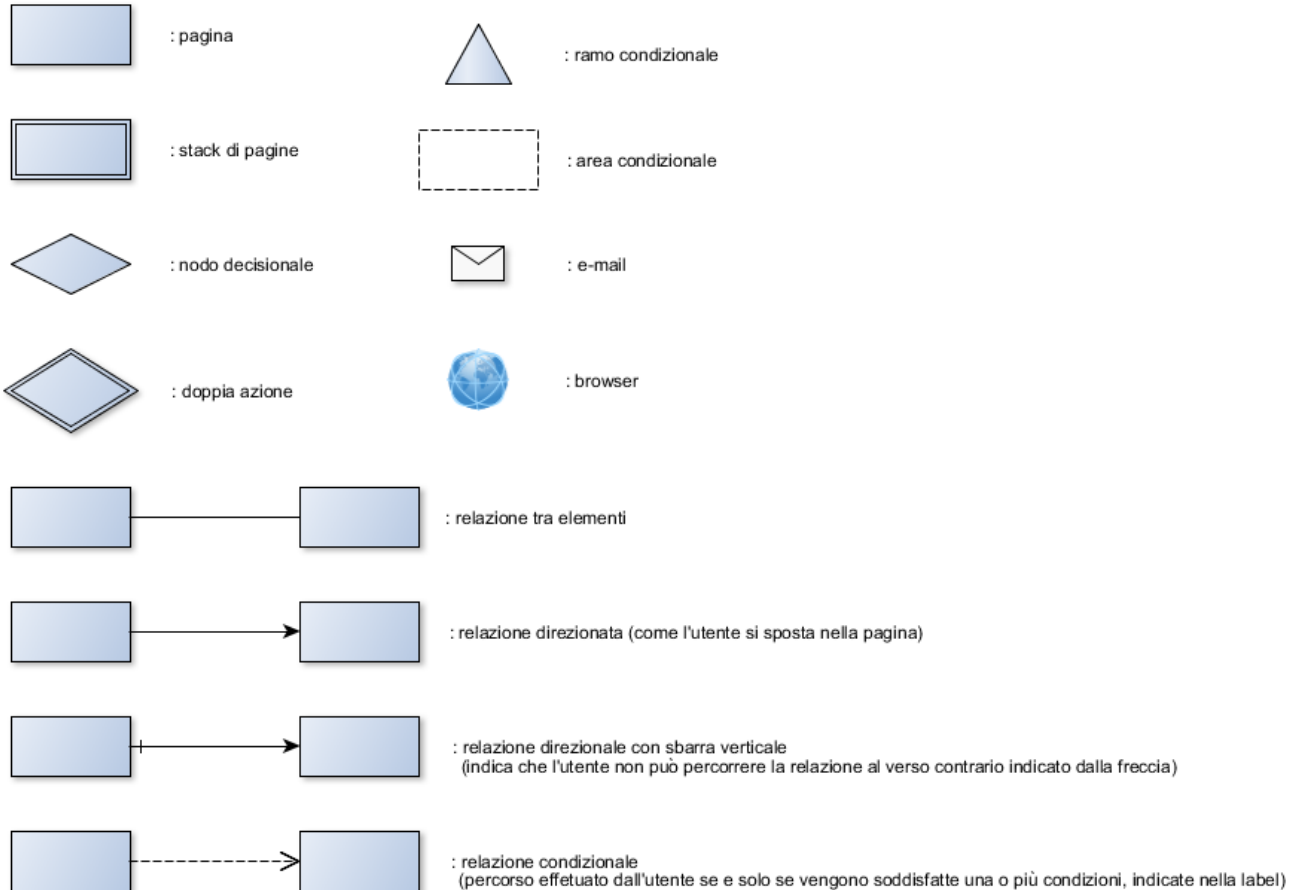 : pagina
: ramo condizionale
: stack di pagine
: area condizionale
: nodo decisionale
: e-mail
: doppia azione
: browser
: relazione tra elementi
: relazione direzionata (come l'utente si sposta nella pagina)
: relazione direzionale con sbarra verticale
(indica che l'utente non può percorrere la relazione al verso contrario indicato dalla freccia)
: relazione condizionale
(percorso effetuato dall'utente se e solo se vengono soddisfatte una o più condizioni, indicate nella label)